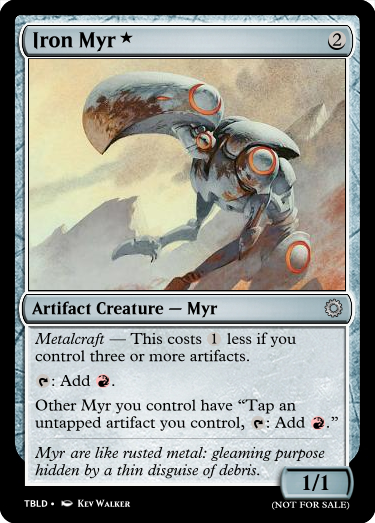 Iron Myr ★ 2
Artifact Creature — Myr
Metalcraft — This costs 1 less if you
control three or more artifacts.
: Add .
Other Myr you control have “Tap an
untapped artifact you control, : Add .”
Myr are like rusted metal: gleaming purpose
hidden by a thin disguise of debris.
1/1
TBLD • Kev Walker
(NOT FOR SALE)